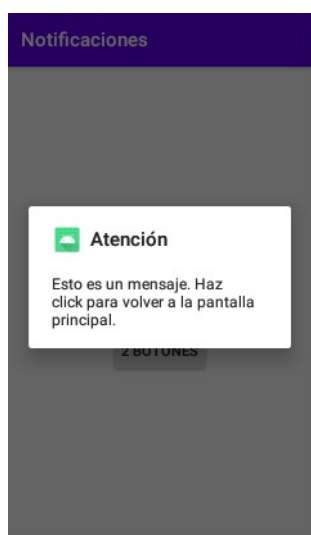 Notificaciones
Atención
Esto es un mensaje. Haz
click para volver a la pantalla
principal.
2 BOTONES